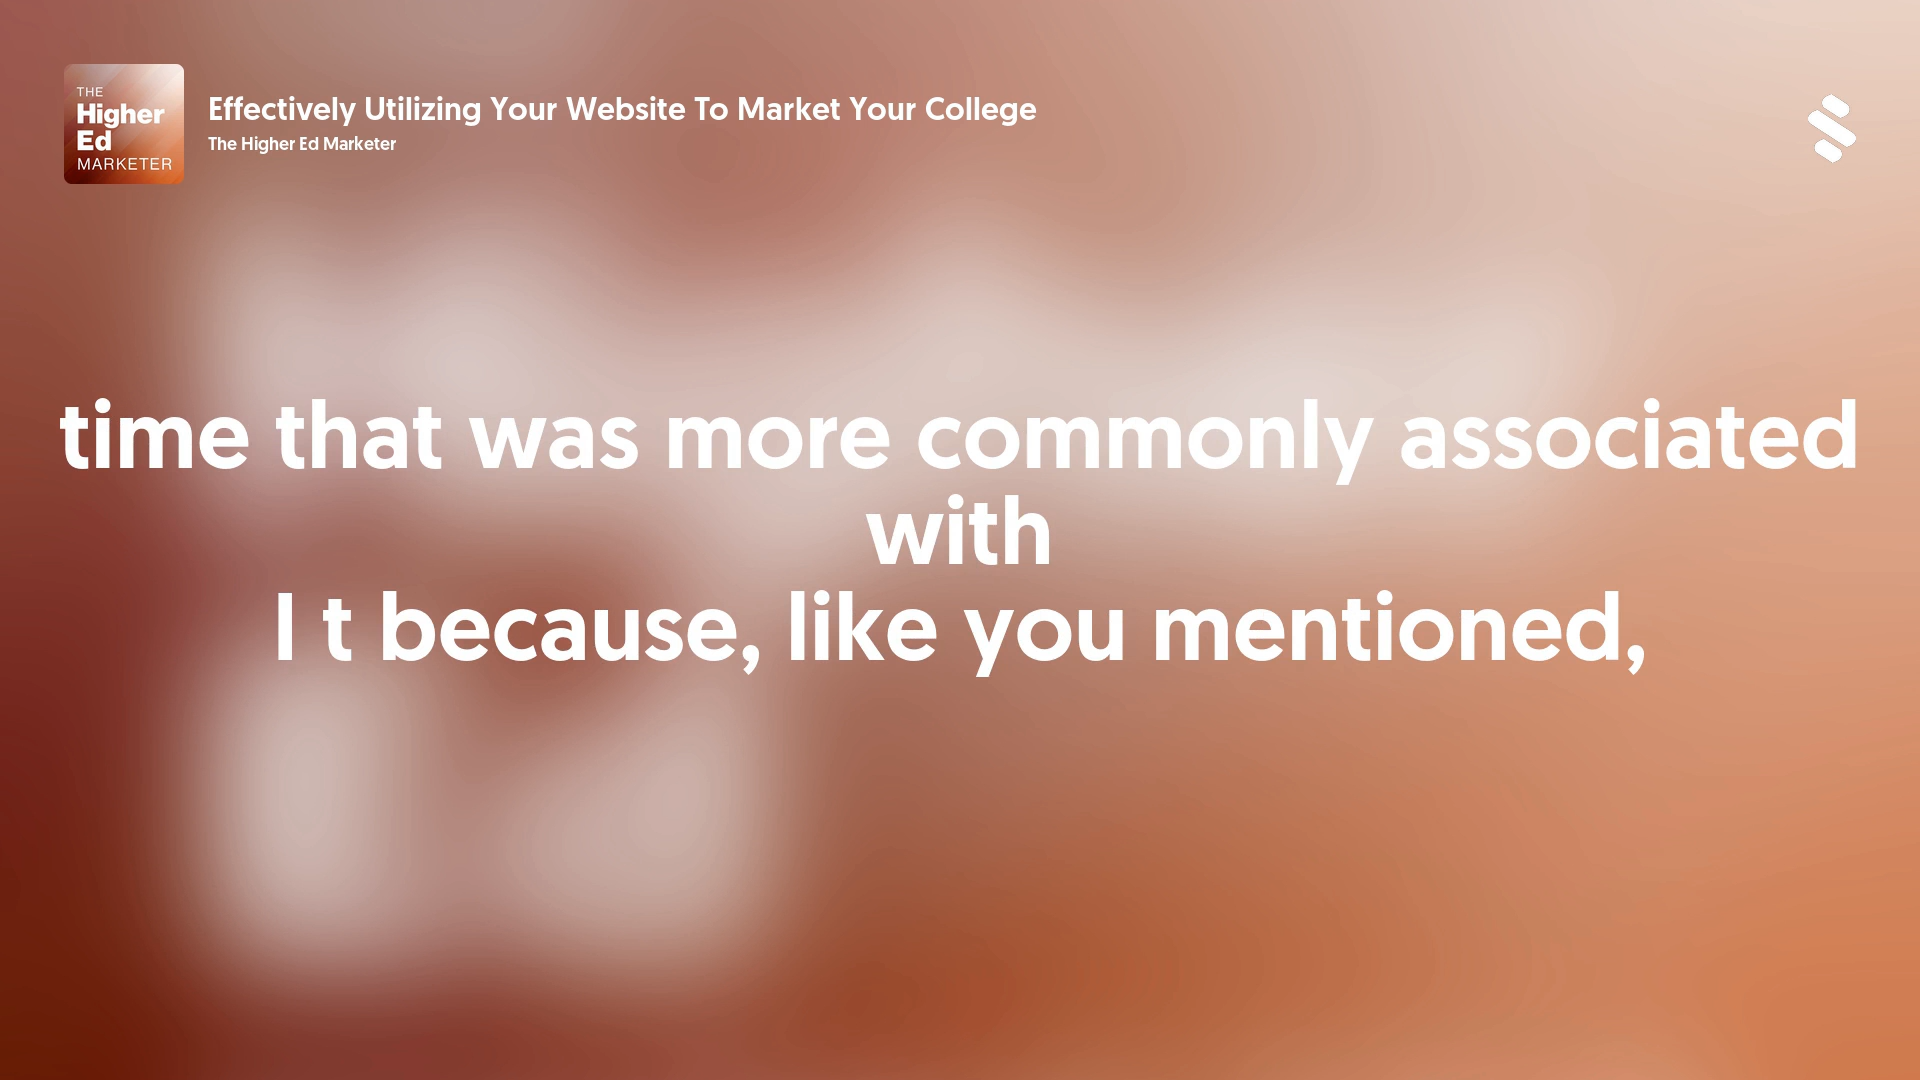 THE
Higher
Ed
MARKETER
Effectively Utilizing Your Website To Market Your College
The Higher Ed Marketer
time that was more commonly associated
with
I t because, like you mentioned,